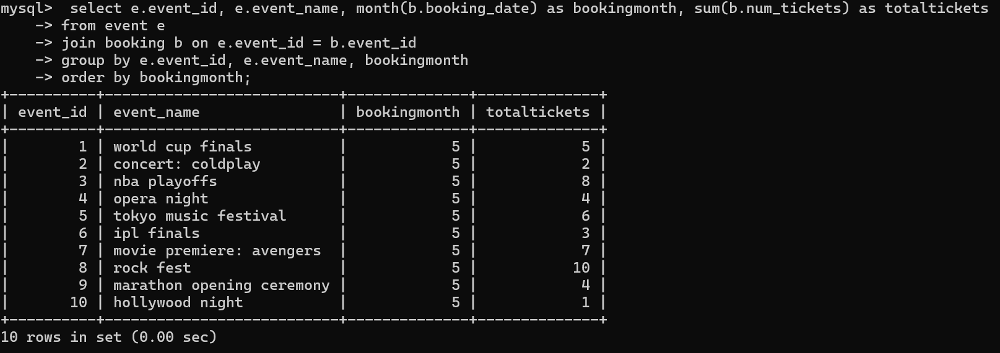 mysql>  select e.event_id, e.event_name, month(b.booking_date) as bookingmonth, sum(b.num_tickets) as totaltickets
    -> from event e
    -> join booking b on e.event_id = b.event_id
    -> group by e.event_id, e.event_name, bookingmonth
    -> order by bookingmonth;
+----------+---------------------------+--------------+--------------+
| event_id | event_name                | bookingmonth | totaltickets |
+----------+---------------------------+--------------+--------------+
|        1 | world cup finals          |            5 |            5 |
|        2 | concert: coldplay         |            5 |            2 |
|        3 | nba playoffs              |            5 |            8 |
|        4 | opera night               |            5 |            4 |
|        5 | tokyo music festival      |            5 |            6 |
|        6 | ipl finals                |            5 |            3 |
|        7 | movie premiere: avengers  |            5 |            7 |
|        8 | rock fest                 |            5 |           10 |
|        9 | marathon opening ceremony |            5 |            4 |
|       10 | hollywood night           |            5 |            1 |
+----------+---------------------------+--------------+--------------+
10 rows in set (0.00 sec)